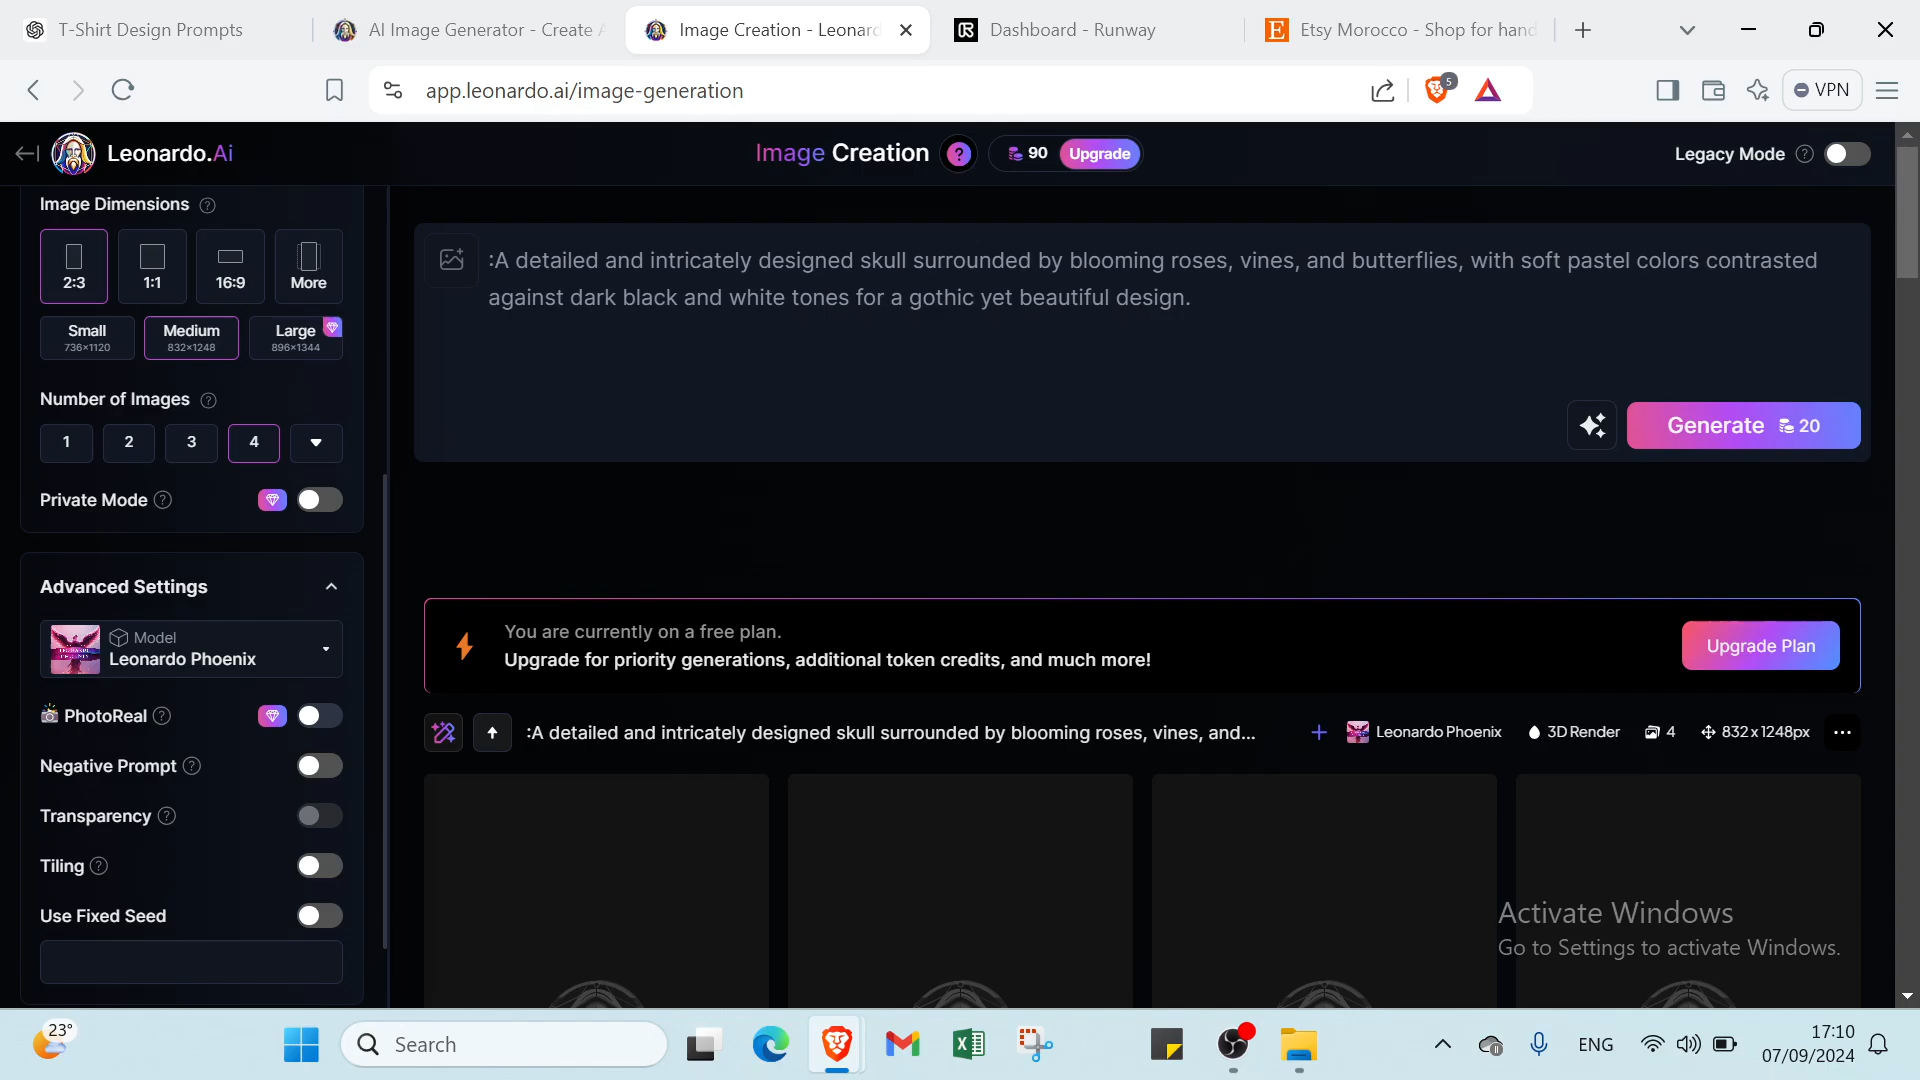 T-Shirt Design Prompts
AI Image Generator - Create A
Image Creation - Leonard
Dashboard - Runway
Etsy Morocco - Shop for hand
app.leonardo.ai/image-generation
5
VPN
Leonardo.Ai
Image Creation
?
90
Upgrade
Legacy Mode ?
Image Dimensions ?
2:3
1:1
16:9
More
Small
736×1120
Medium
832×1248
Large
896×1344
Number of Images ?
1
2
3
4
Private Mode ?
:A detailed and intricately designed skull surrounded by blooming roses, vines, and butterflies, with soft pastel colors contrasted
against dark black and white tones for a gothic yet beautiful design.
Generate 20
Advanced Settings
Model
Leonardo Phoenix
PhotoReal ?
Negative Prompt ?
Transparency ?
Tiling ?
Use Fixed Seed
You are currently on a free plan.
Upgrade for priority generations, additional token credits, and much more!
Upgrade Plan
:A detailed and intricately designed skull surrounded by blooming roses, vines, and...
Leonardo Phoenix
3D Render
4
832x1248px
Activate Windows
Go to Settings to activate Windows.
23°
Search
ENG
17:10
07/09/2024